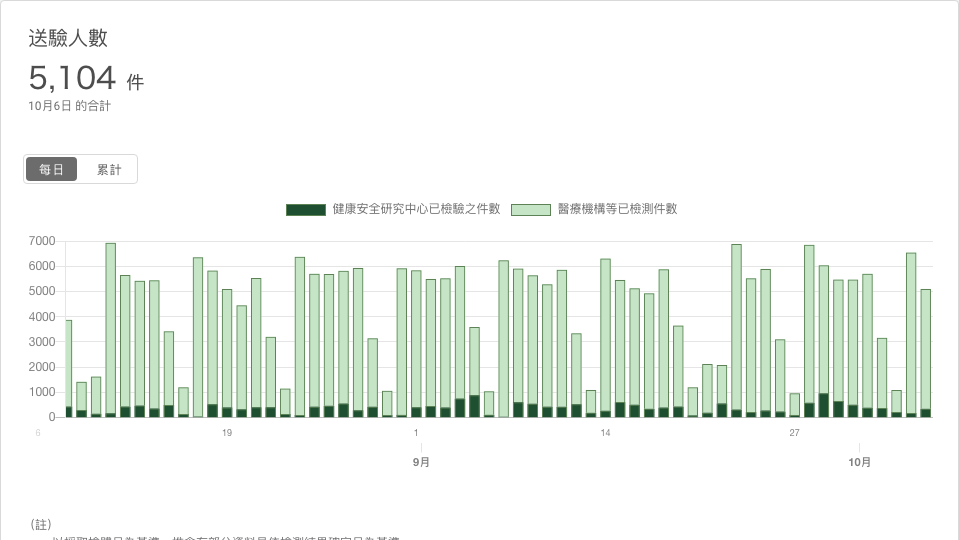 送驗人數
5,104 件
10月6日 的合計
每日 累計
健康安全研究中心已檢驗之件數 醫療機構等已檢測件數
7000
6000
5000
4000
3000
2000
1000
0
6 19 1 14 27
9月 10月
(註)